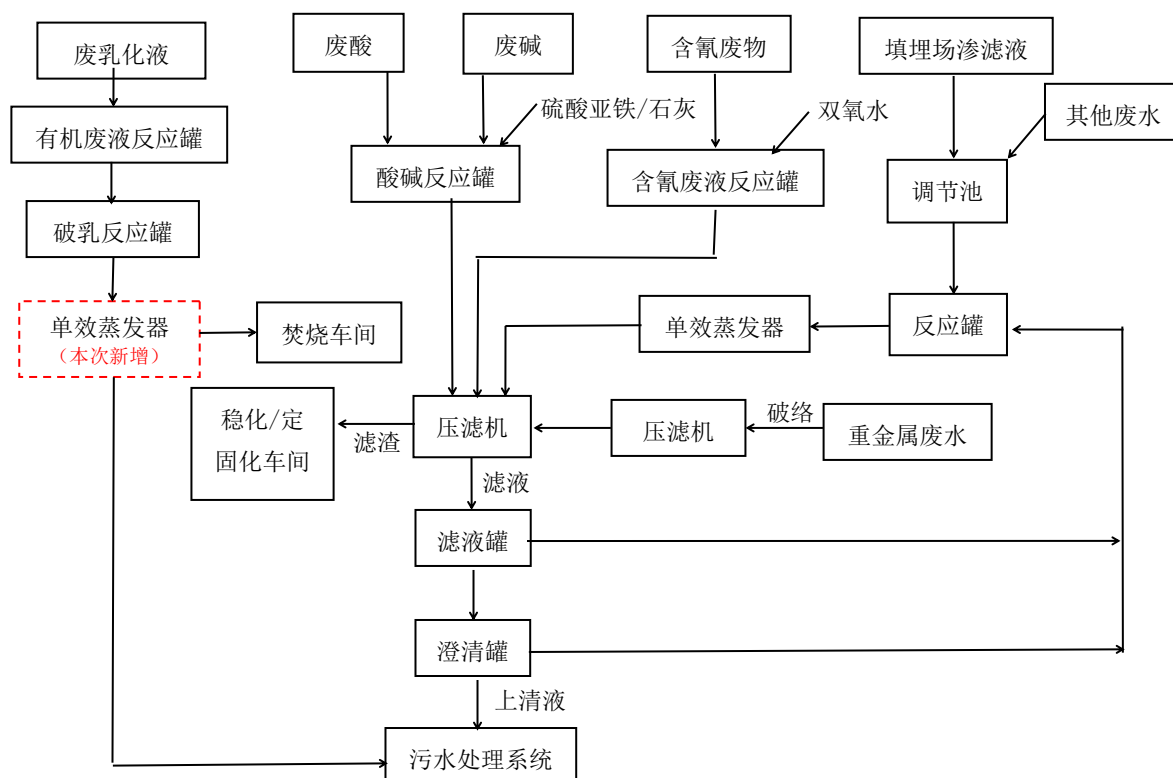 废乳化液
废酸
废碱
含氰废物
填埋场渗滤液
有机废液反应罐
硫酸亚铁/石灰
双氧水
其他废水
酸碱反应罐
含氰废液反应罐
调节池
破乳反应罐
单效蒸发器
（本次新增）
焚烧车间
单效蒸发器
反应罐
稳化/定
固化车间
滤渣
压滤机
压滤机
破络
重金属废水
滤液
滤液罐
澄清罐
上清液
污水处理系统